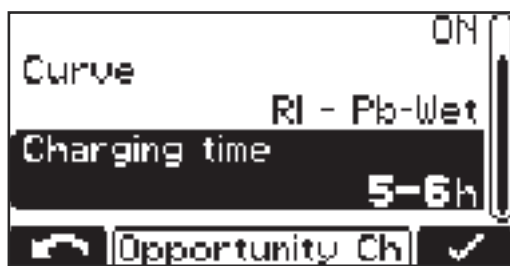 ON
Curve
RI - Pb-Wet
Charging time
5-6h
Opportunity Ch